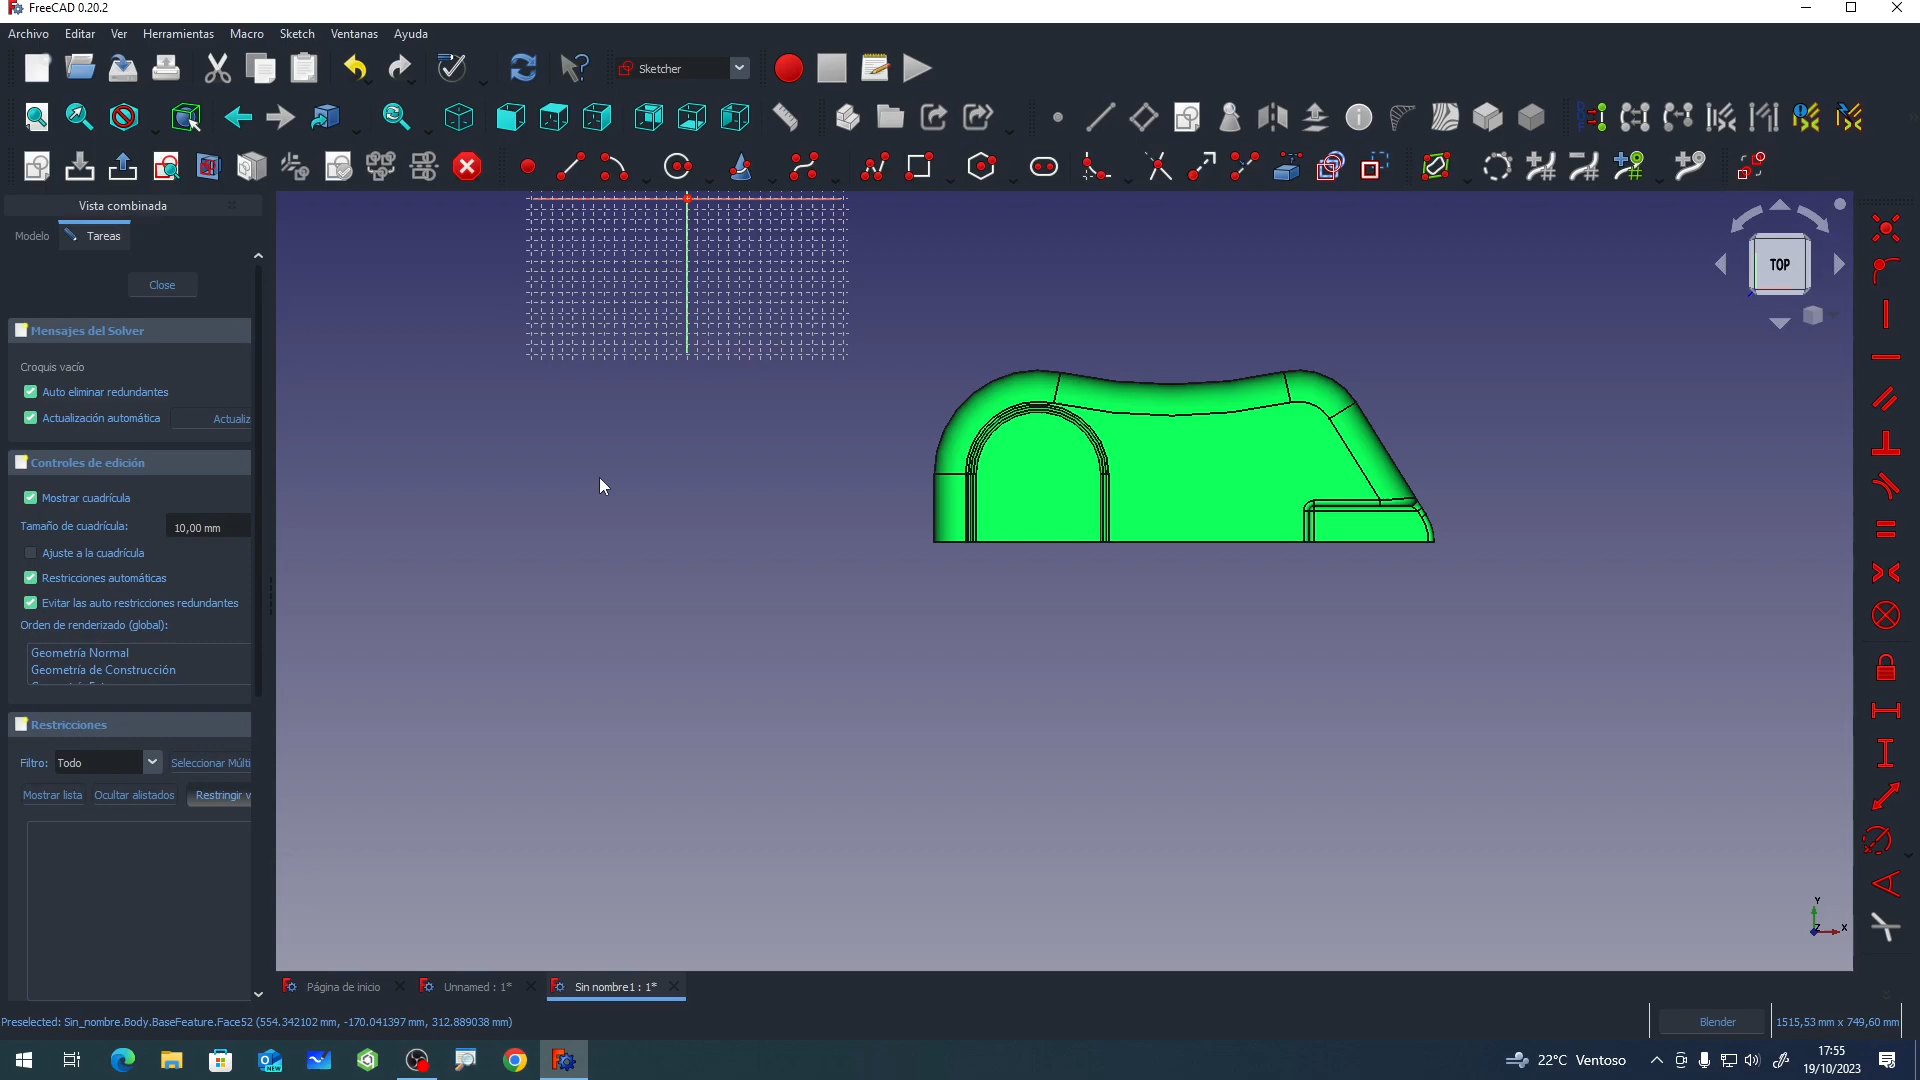 FreeCAD 0.20.2
Archivo Editar Ver Herramientas Macro Sketch Ventanas Ayuda
Sketcher
Vista combinada
Modelo Tareas
Close
Mensajes del Solver
Croquis vacío
Auto eliminar redundantes
Actualización automática Actualiz
Controles de edición
Mostrar cuadrícula
Tamaño de cuadrícula: 10,00 mm
Ajuste a la cuadrícula
Restricciones automáticas
Evitar las auto restricciones redundantes
Orden de renderizado (global):
Geometría Normal
Geometría de Construcción
Restricciones
Filtro: Todo Seleccionar Múlti
Mostrar lista Ocultar alistados Restringir v
TOP
Y
Z X
Página de inicio Unnamed : 1* Sin nombre1 : 1*
Preselected: Sin_nombre.Body.BaseFeature.Face52 (554.342102 mm, -170.041397 mm, 312.889038 mm)
Blender 1515,53 mm x 749,60 mm
22°C Ventoso
17:55
19/10/2023